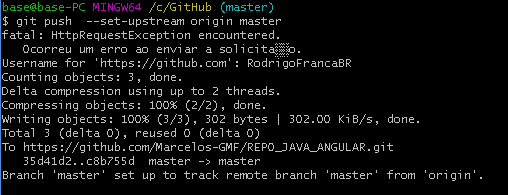 base@base-PC MINGW64 /c/GitHub (master)
$ git push  --set-upstream origin master
fatal: HttpRequestException encountered.
   Ocorreu um erro ao enviar a solicita▒▒o.
Username for 'https://github.com': RodrigoFrancaBR
Counting objects: 3, done.
Delta compression using up to 2 threads.
Compressing objects: 100% (2/2), done.
Writing objects: 100% (3/3), 302 bytes | 302.00 KiB/s, done.
Total 3 (delta 0), reused 0 (delta 0)
To https://github.com/Marcelos-GMF/REPO_JAVA_ANGULAR.git
   35d41d2..c8b755d  master -> master
Branch 'master' set up to track remote branch 'master' from 'origin'.